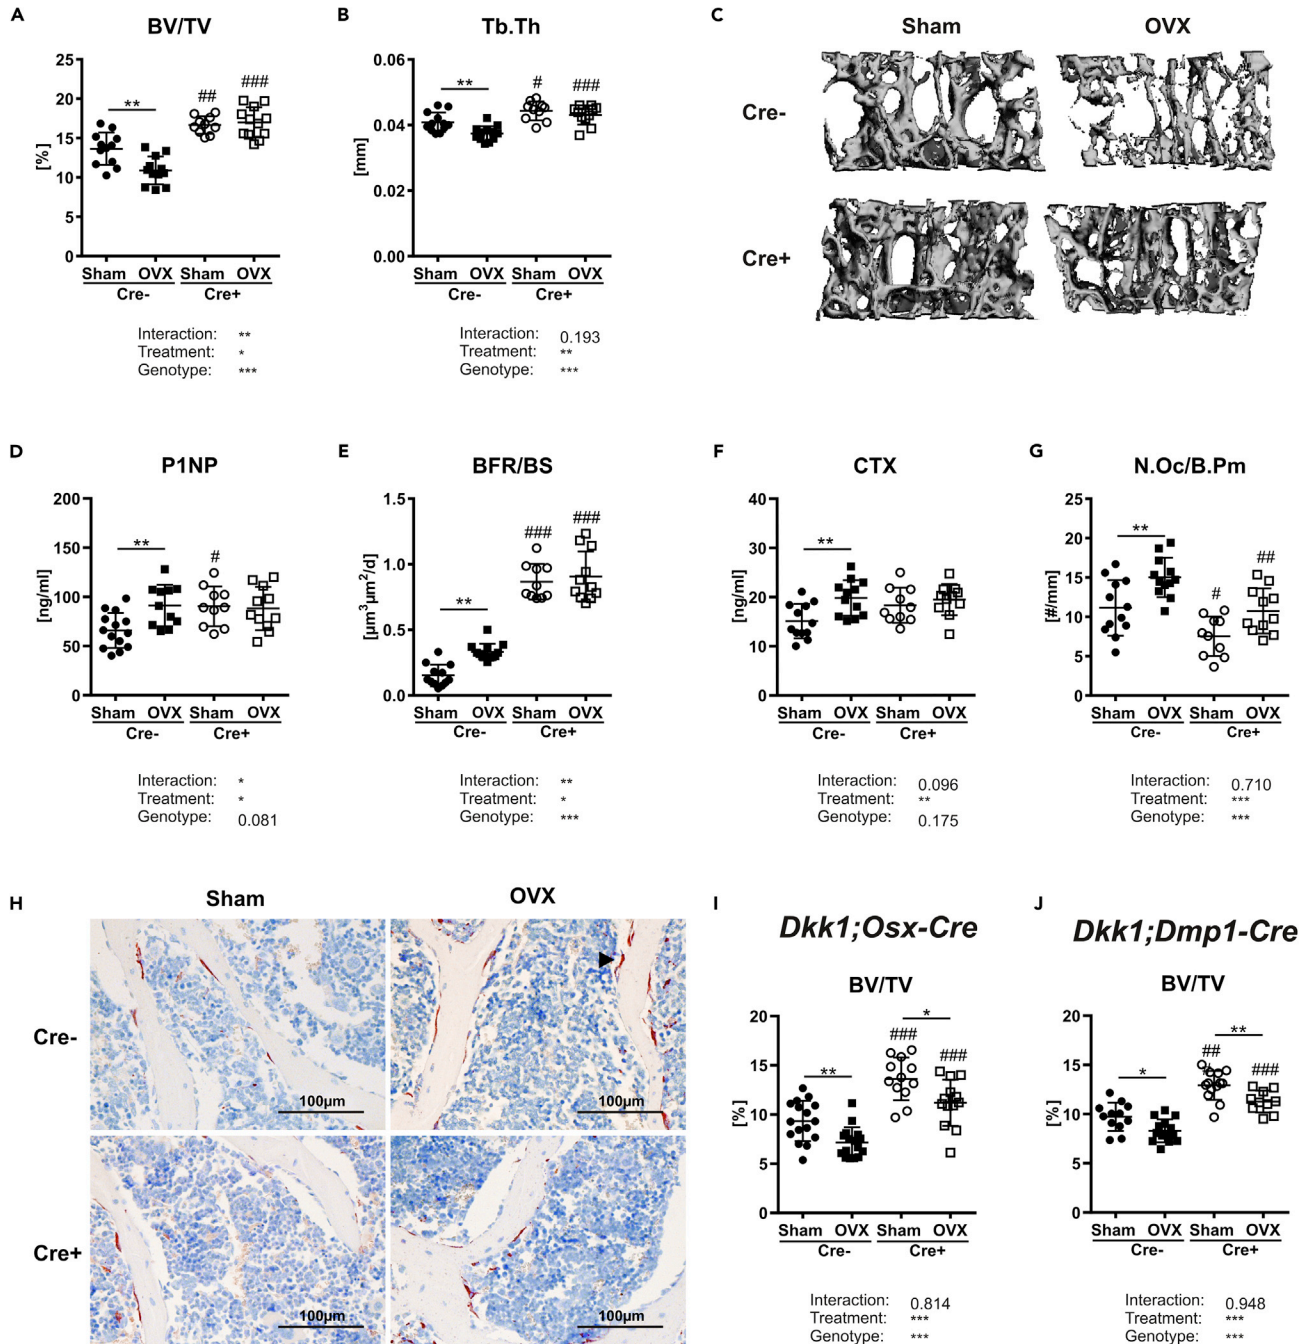 A
BV/TV
25
20
15
10
5
0
[%]
**
##
###
Sham OVX Sham OVX
Cre- Cre+
Interaction: **
Treatment: *
Genotype: ***
B
Tb.Th
0.06
0.04
0.02
0.00
[mm]
**
#
###
Sham OVX Sham OVX
Cre- Cre+
Interaction: 0.193
Treatment: **
Genotype: ***
C
Sham OVX
Cre-
Cre+
D
P1NP
200
150
100
50
0
[ng/ml]
**
#
Sham OVX Sham OVX
Cre- Cre+
Interaction: *
Treatment: *
Genotype: 0.081
E
BFR/BS
1.5
1.0
0.5
0.0
[µm³µm²/d]
**
###
###
Sham OVX Sham OVX
Cre- Cre+
Interaction: **
Treatment: *
Genotype: ***
F
CTX
40
30
20
10
0
[ng/ml]
**
Sham OVX Sham OVX
Cre- Cre+
Interaction: 0.096
Treatment: **
Genotype: 0.175
G
N.Oc/B.Pm
25
20
15
10
5
0
[#/mm]
**
#
##
Sham OVX Sham OVX
Cre- Cre+
Interaction: 0.710
Treatment: ***
Genotype: ***
H
Sham OVX
Cre-
100µm 100µm
Cre+
100µm 100µm
I
Dkk1;Osx-Cre
BV/TV
20
15
10
5
0
[%]
**
###
*
###
Sham OVX Sham OVX
Cre- Cre+
Interaction: 0.814
Treatment: ***
Genotype: ***
J
Dkk1;Dmp1-Cre
BV/TV
20
15
10
5
0
[%]
*
##
**
###
Sham OVX Sham OVX
Cre- Cre+
Interaction: 0.948
Treatment: ***
Genotype: ***